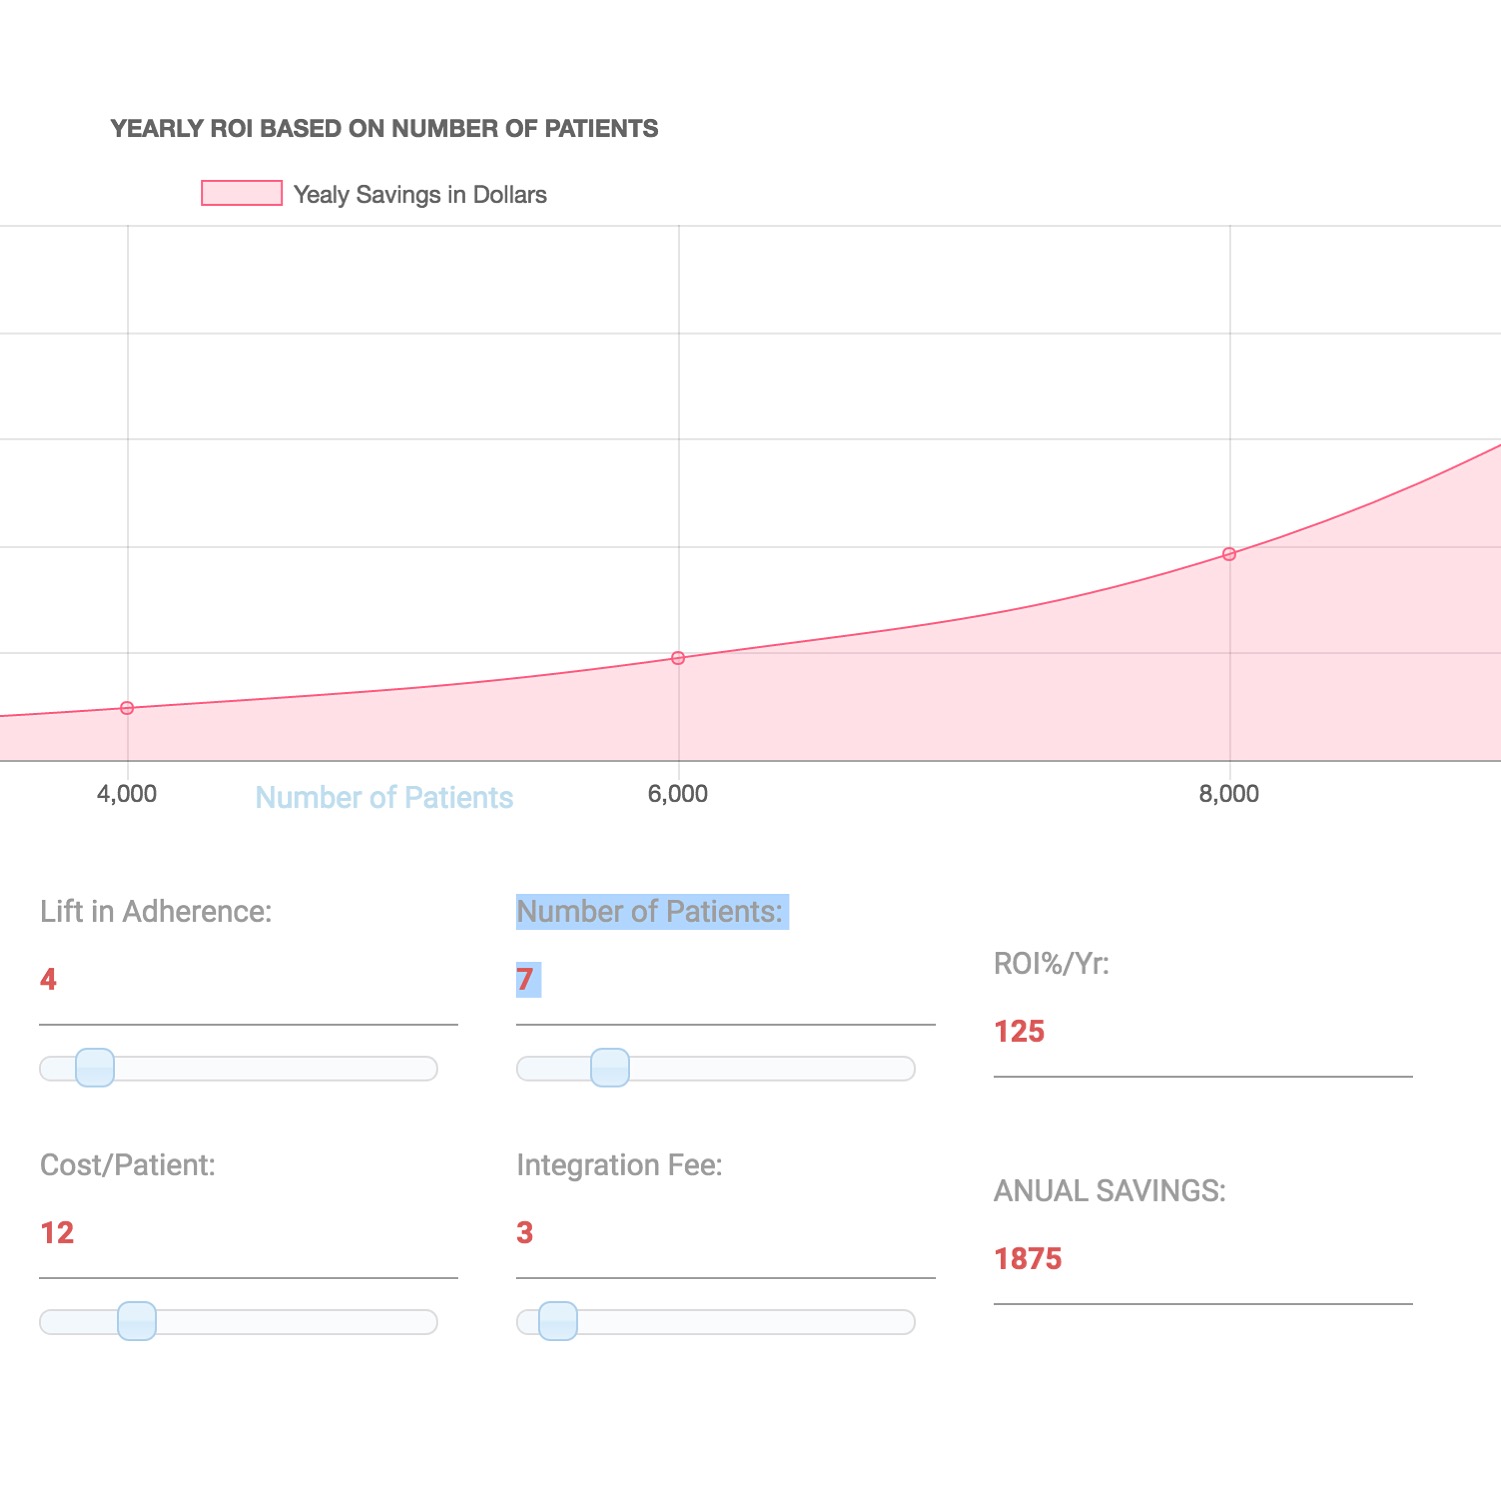 YEARLY ROI BASED ON NUMBER OF PATIENTS
Yealy Savings in Dollars
4,000
6,000
8,000
Number of Patients
Lift in Adherence:
4
Number of Patients:
7
ROI%/Yr:
125
Cost/Patient:
12
Integration Fee:
3
ANUAL SAVINGS:
1875